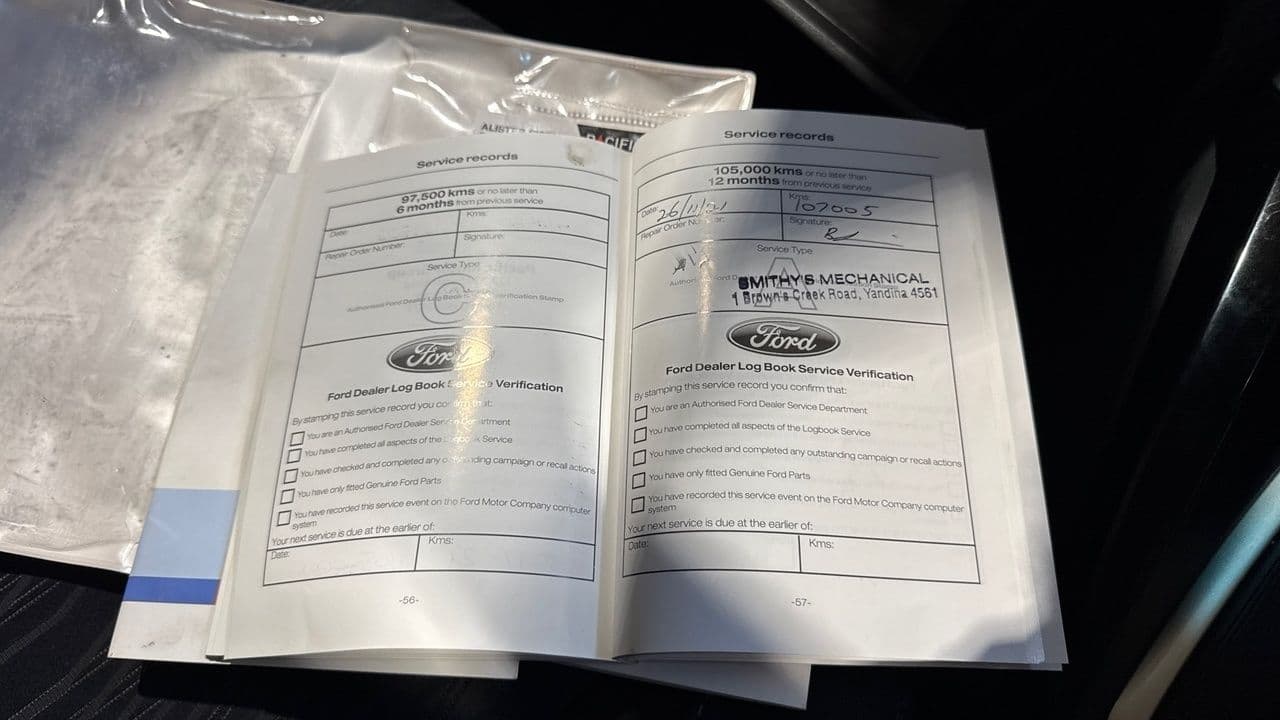 PACIFI
Service records
97,500 kms or no later than
6 months from previous service
Date:
Kms:
Repair Order Number:
Signature:
Service Type
C
Authorised Ford Dealer Log Book Service Verification Stamp
Ford
Ford Dealer Log Book Service Verification
By stamping this service record you confirm that:
You are an Authorised Ford Dealer Service Department
You have completed all aspects of the Logbook Service
You have checked and completed any outstanding campaign or recall actions
You have only fitted Genuine Ford Parts
You have recorded this service event on the Ford Motor Company computer
system
Your next service is due at the earlier of:
Date:
Kms:
-56-
Service records
105,000 kms or no later than
12 months from previous service
Date: 26/11/21
Kms: 107005
Repair Order Number:
Signature:
Service Type
A
SMITHY'S MECHANICAL
1 Brown's Creek Road, Yandina 4561
Ford
Ford Dealer Log Book Service Verification
By stamping this service record you confirm that:
You are an Authorised Ford Dealer Service Department
You have completed all aspects of the Logbook Service
You have checked and completed any outstanding campaign or recall actions
You have only fitted Genuine Ford Parts
You have recorded this service event on the Ford Motor Company computer
system
Your next service is due at the earlier of:
Date:
Kms:
-57-